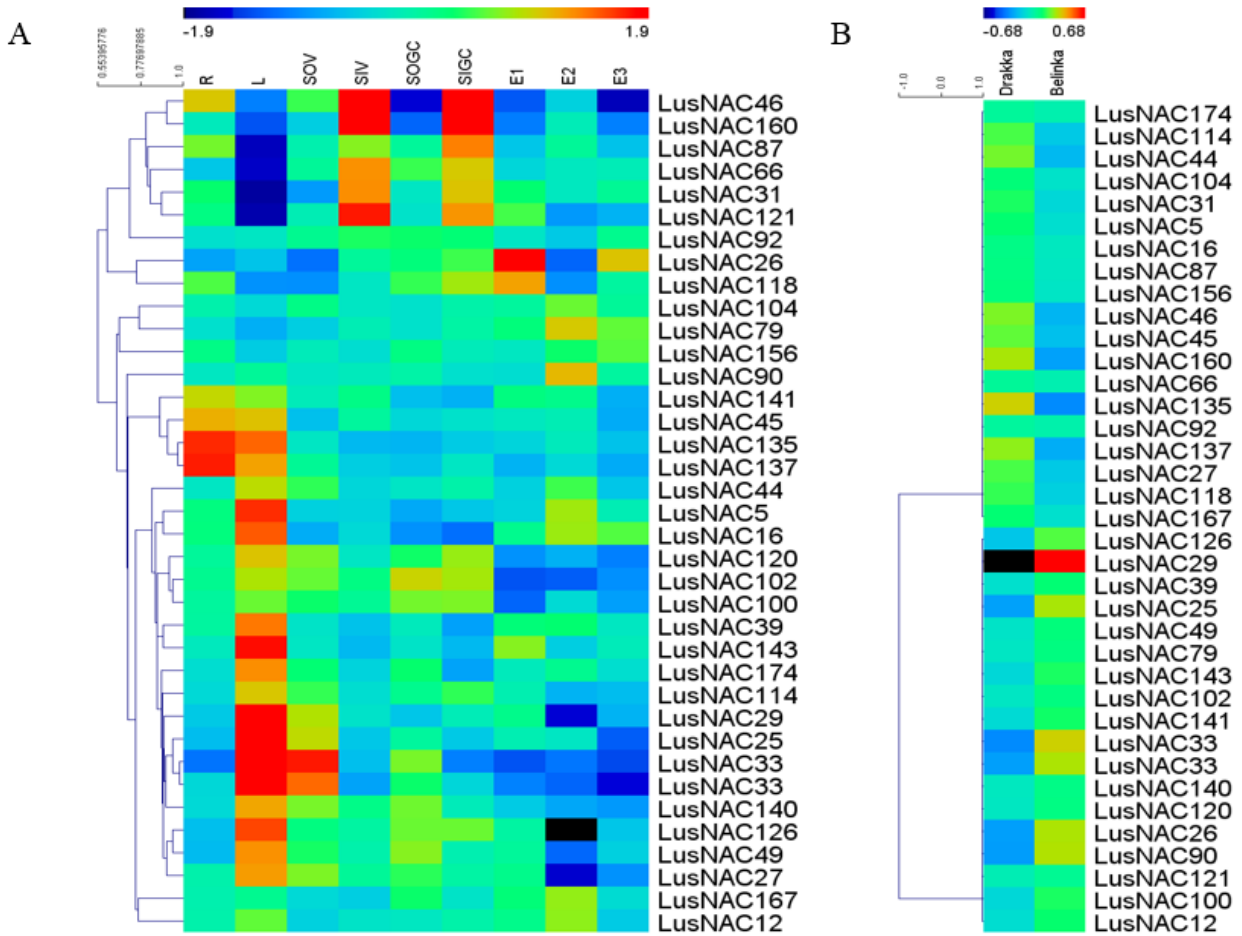 A
-1.9
1.9
0.55395776
0.77697885
1.0
R
L
SOV
SIV
SOGC
SIGC
E1
E2
E3
LusNAC46
LusNAC160
LusNAC87
LusNAC66
LusNAC31
LusNAC121
LusNAC92
LusNAC26
LusNAC118
LusNAC104
LusNAC79
LusNAC156
LusNAC90
LusNAC141
LusNAC45
LusNAC135
LusNAC137
LusNAC44
LusNAC5
LusNAC16
LusNAC120
LusNAC102
LusNAC100
LusNAC39
LusNAC143
LusNAC174
LusNAC114
LusNAC29
LusNAC25
LusNAC33
LusNAC33
LusNAC140
LusNAC126
LusNAC49
LusNAC27
LusNAC167
LusNAC12
B
-0.68
0.68
-1.0
0.0
1.0
Drakka
Belinka
LusNAC174
LusNAC114
LusNAC44
LusNAC104
LusNAC31
LusNAC5
LusNAC16
LusNAC87
LusNAC156
LusNAC46
LusNAC45
LusNAC160
LusNAC66
LusNAC135
LusNAC92
LusNAC137
LusNAC27
LusNAC118
LusNAC167
LusNAC126
LusNAC29
LusNAC39
LusNAC25
LusNAC49
LusNAC79
LusNAC143
LusNAC102
LusNAC141
LusNAC33
LusNAC33
LusNAC140
LusNAC120
LusNAC26
LusNAC90
LusNAC121
LusNAC100
LusNAC12